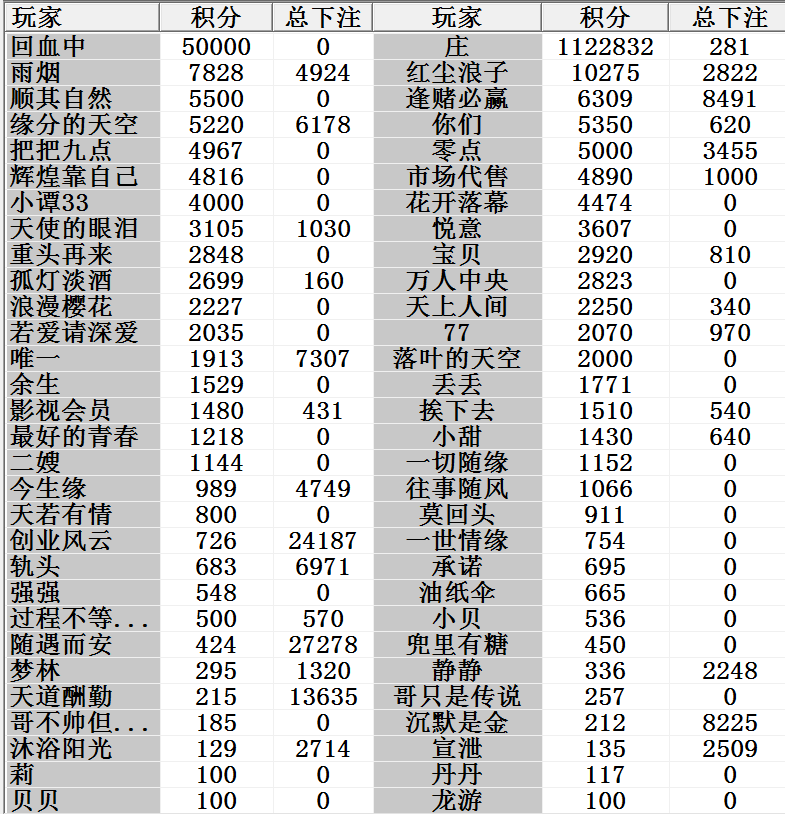 玩家 积分 总下注 玩家 积分 总下注
回血中 50000 0 庄 1122832 281
雨烟 7828 4924 红尘浪子 10275 2822
顺其自然 5500 0 逢赌必赢 6309 8491
缘分的天空 5220 6178 你们 5350 620
把把九点 4967 0 零点 5000 3455
辉煌靠自己 4816 0 市场代售 4890 1000
小谭33 4000 0 花开落幕 4474 0
天使的眼泪 3105 1030 悦意 3607 0
重头再来 2848 0 宝贝 2920 810
孤灯淡酒 2699 160 万人中央 2823 0
浪漫樱花 2227 0 天上人间 2250 340
若爱请深爱 2035 0 77 2070 970
唯一 1913 7307 落叶的天空 2000 0
余生 1529 0 丢丢 1771 0
影视会员 1480 431 挨下去 1510 540
最好的青春 1218 0 小甜 1430 640
二嫂 1144 0 一切随缘 1152 0
今生缘 989 4749 往事随风 1066 0
天若有情 800 0 莫回头 911 0
创业风云 726 24187 一世情缘 754 0
轨头 683 6971 承诺 695 0
强强 548 0 油纸伞 665 0
过程不等... 500 570 小贝 536 0
随遇而安 424 27278 兜里有糖 450 0
梦林 295 1320 静静 336 2248
天道酬勤 215 13635 哥只是传说 257 0
哥不帅但... 185 0 沉默是金 212 8225
沐浴阳光 129 2714 宣泄 135 2509
莉 100 0 丹丹 117 0
贝贝 100 0 龙游 100 0